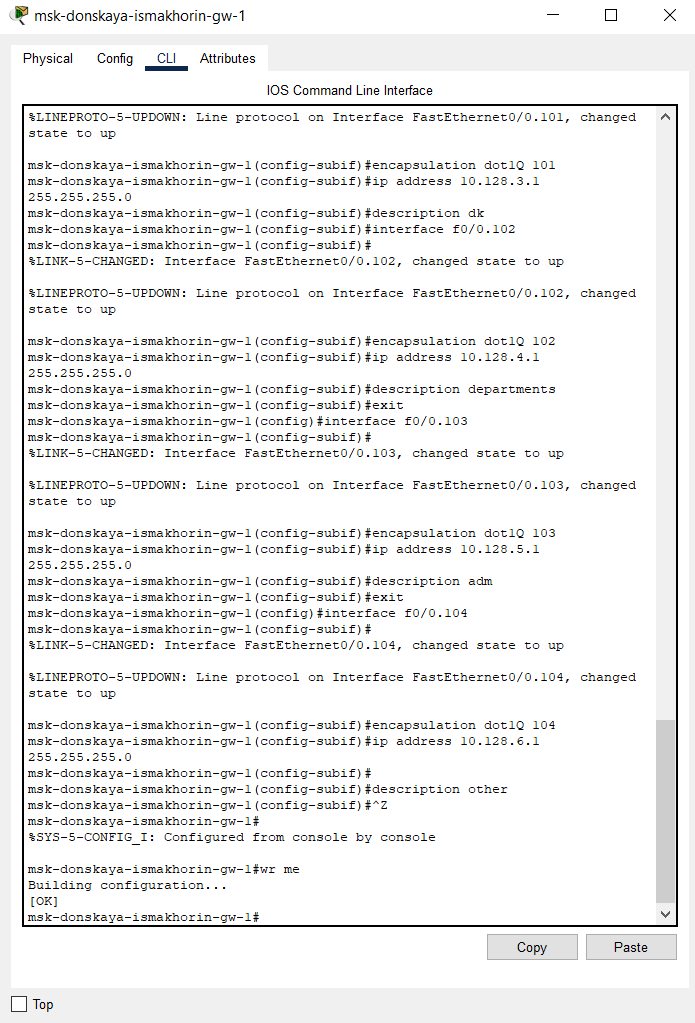 msk-donskaya-ismakhorin-gw-1
Physical Config CLI Attributes
IOS Command Line Interface
%LINEPROTO-5-UPDOWN: Line protocol on Interface FastEthernet0/0.101, changed
state to up
msk-donskaya-ismakhorin-gw-1(config-subif)#encapsulation dot1Q 101
msk-donskaya-ismakhorin-gw-1(config-subif)#ip address 10.128.3.1
255.255.255.0
msk-donskaya-ismakhorin-gw-1(config-subif)#description dk
msk-donskaya-ismakhorin-gw-1(config-subif)#interface f0/0.102
msk-donskaya-ismakhorin-gw-1(config-subif)#
%LINK-5-CHANGED: Interface FastEthernet0/0.102, changed state to up
%LINEPROTO-5-UPDOWN: Line protocol on Interface FastEthernet0/0.102, changed
state to up
msk-donskaya-ismakhorin-gw-1(config-subif)#encapsulation dot1Q 102
msk-donskaya-ismakhorin-gw-1(config-subif)#ip address 10.128.4.1
255.255.255.0
msk-donskaya-ismakhorin-gw-1(config-subif)#description departments
msk-donskaya-ismakhorin-gw-1(config-subif)#exit
msk-donskaya-ismakhorin-gw-1(config)#interface f0/0.103
msk-donskaya-ismakhorin-gw-1(config-subif)#
%LINK-5-CHANGED: Interface FastEthernet0/0.103, changed state to up
%LINEPROTO-5-UPDOWN: Line protocol on Interface FastEthernet0/0.103, changed
state to up
msk-donskaya-ismakhorin-gw-1(config-subif)#encapsulation dot1Q 103
msk-donskaya-ismakhorin-gw-1(config-subif)#ip address 10.128.5.1
255.255.255.0
msk-donskaya-ismakhorin-gw-1(config-subif)#description adm
msk-donskaya-ismakhorin-gw-1(config-subif)#exit
msk-donskaya-ismakhorin-gw-1(config)#interface f0/0.104
msk-donskaya-ismakhorin-gw-1(config-subif)#
%LINK-5-CHANGED: Interface FastEthernet0/0.104, changed state to up
%LINEPROTO-5-UPDOWN: Line protocol on Interface FastEthernet0/0.104, changed
state to up
msk-donskaya-ismakhorin-gw-1(config-subif)#encapsulation dot1Q 104
msk-donskaya-ismakhorin-gw-1(config-subif)#ip address 10.128.6.1
255.255.255.0
msk-donskaya-ismakhorin-gw-1(config-subif)#
msk-donskaya-ismakhorin-gw-1(config-subif)#description other
msk-donskaya-ismakhorin-gw-1(config-subif)#^Z
msk-donskaya-ismakhorin-gw-1#
%SYS-5-CONFIG_I: Configured from console by console
msk-donskaya-ismakhorin-gw-1#wr me
Building configuration...
[OK]
msk-donskaya-ismakhorin-gw-1#
Copy Paste
Top